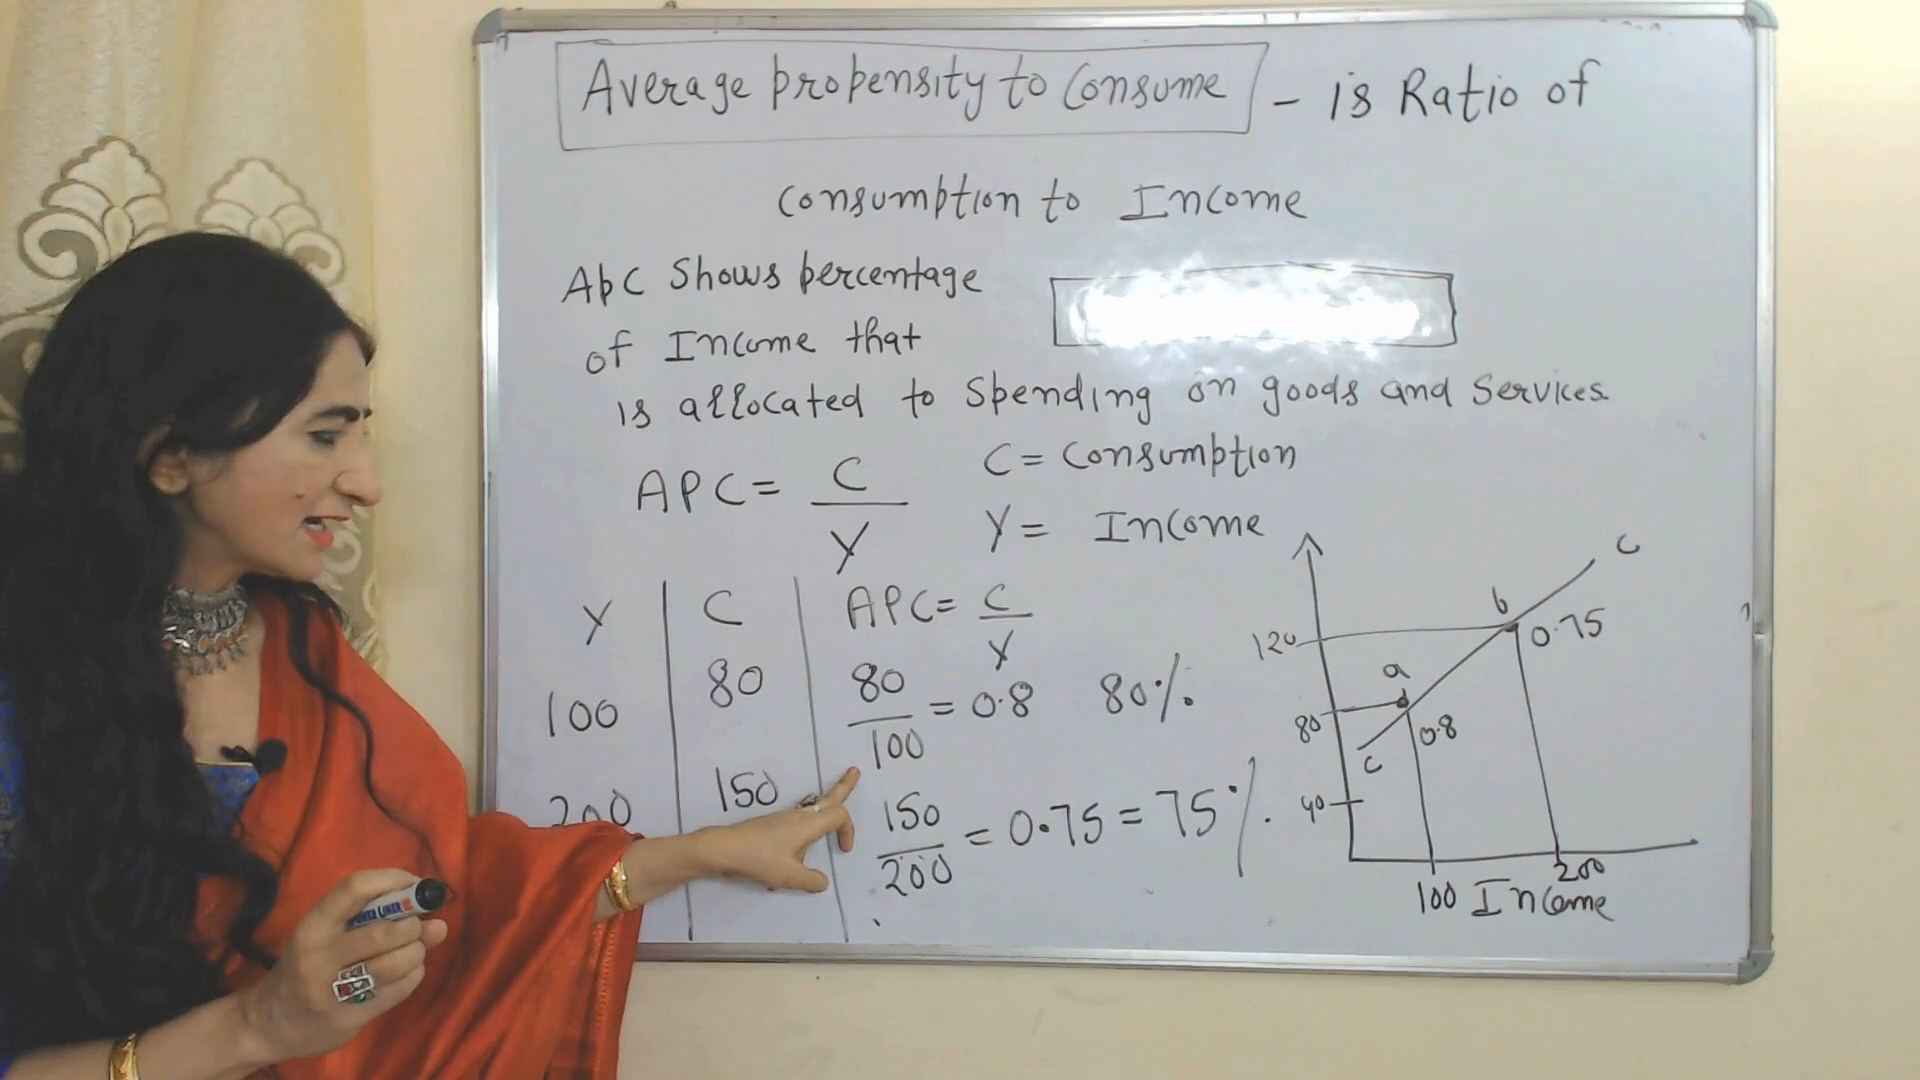 Average propensity to Consume - is Ratio of
Consumption to Income
Apc Shows percentage
of Income that
is allocated to Spending on goods and Services
APC = C / Y
C = Consumption
Y = Income
Y | C | APC = C / Y
100 | 80 | 80 / 100 = 0.8 80%
200 | 150 | 150 / 200 = 0.75 = 75%
C
b
120
0.75
a
80
0.8
C
40
100 Income 200
POWER LINER